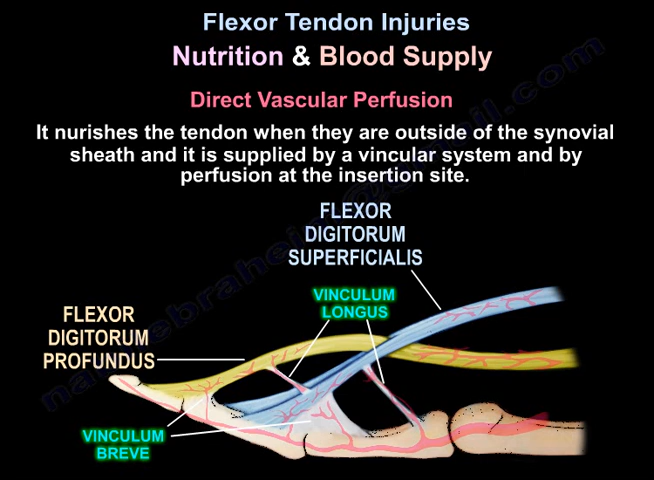 Flexor Tendon Injuries
Nutrition & Blood Supply
Direct Vascular Perfusion
It nurishes the tendon when they are outside of the synovial
sheath and it is supplied by a vincular system and by
perfusion at the insertion site.
FLEXOR
DIGITORUM
SUPERFICIALIS
VINCULUM
LONGUS
FLEXOR
DIGITORUM
PROFUNDUS
VINCULUM
BREVE